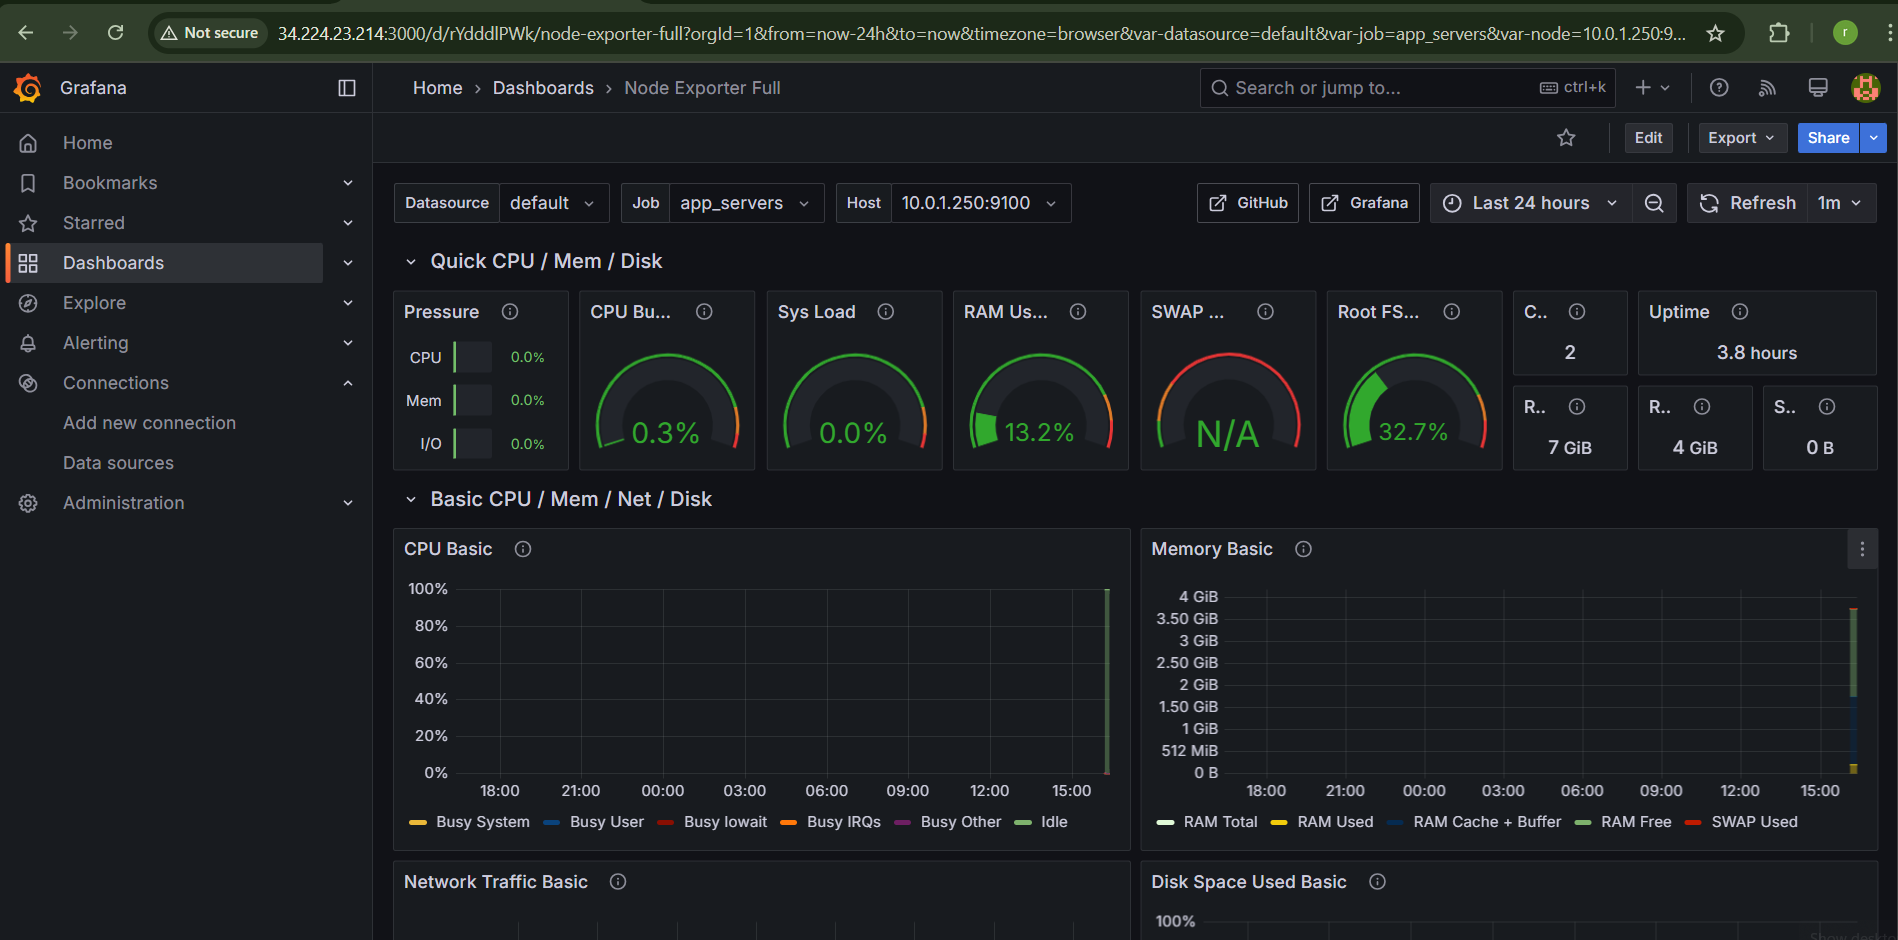 Not secure 34.224.23.214:3000/d/rYdddlPWk/node-exporter-full?orgId=1&from=now-24h&to=now&timezone=browser&var-datasource=default&var-job=app_servers&var-node=10.0.1.250:9... r
Grafana
Home › Dashboards › Node Exporter Full
Search or jump to... ctrl+k
Home
Bookmarks
Starred
Dashboards
Explore
Alerting
Connections
Add new connection
Data sources
Administration
Edit Export Share
Datasource default Job app_servers Host 10.0.1.250:9100 GitHub Grafana Last 24 hours Refresh 1m
Quick CPU / Mem / Disk
Pressure
CPU 0.0%
Mem 0.0%
I/O 0.0%
CPU Bu...
0.3%
Sys Load
0.0%
RAM Us...
13.2%
SWAP ...
N/A
Root FS...
32.7%
C..
2
Uptime
3.8 hours
R..
7 GiB
R..
4 GiB
S..
0 B
Basic CPU / Mem / Net / Disk
CPU Basic
100%
80%
60%
40%
20%
0%
18:00 21:00 00:00 03:00 06:00 09:00 12:00 15:00
Busy System Busy User Busy Iowait Busy IRQs Busy Other Idle
Memory Basic
4 GiB
3.50 GiB
3 GiB
2.50 GiB
2 GiB
1.50 GiB
1 GiB
512 MiB
0 B
18:00 21:00 00:00 03:00 06:00 09:00 12:00 15:00
RAM Total RAM Used RAM Cache + Buffer RAM Free SWAP Used
Network Traffic Basic
Disk Space Used Basic
100%